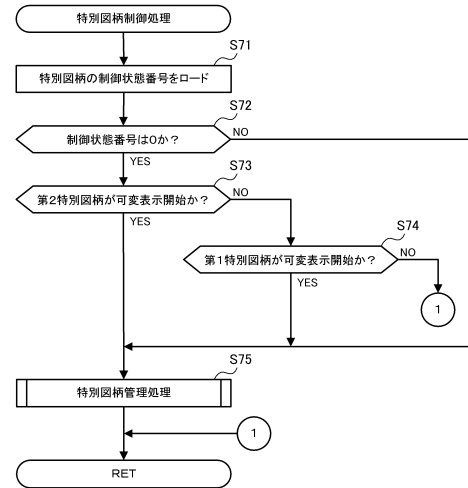 特別図柄制御処理
S71
特別図柄の制御状態番号をロード
S72
制御状態番号は0か?
NO
YES
S73
第2特別図柄が可変表示開始か?
NO
YES
S74
第1特別図柄が可変表示開始か?
NO
YES
1
S75
特別図柄管理処理
1
RET